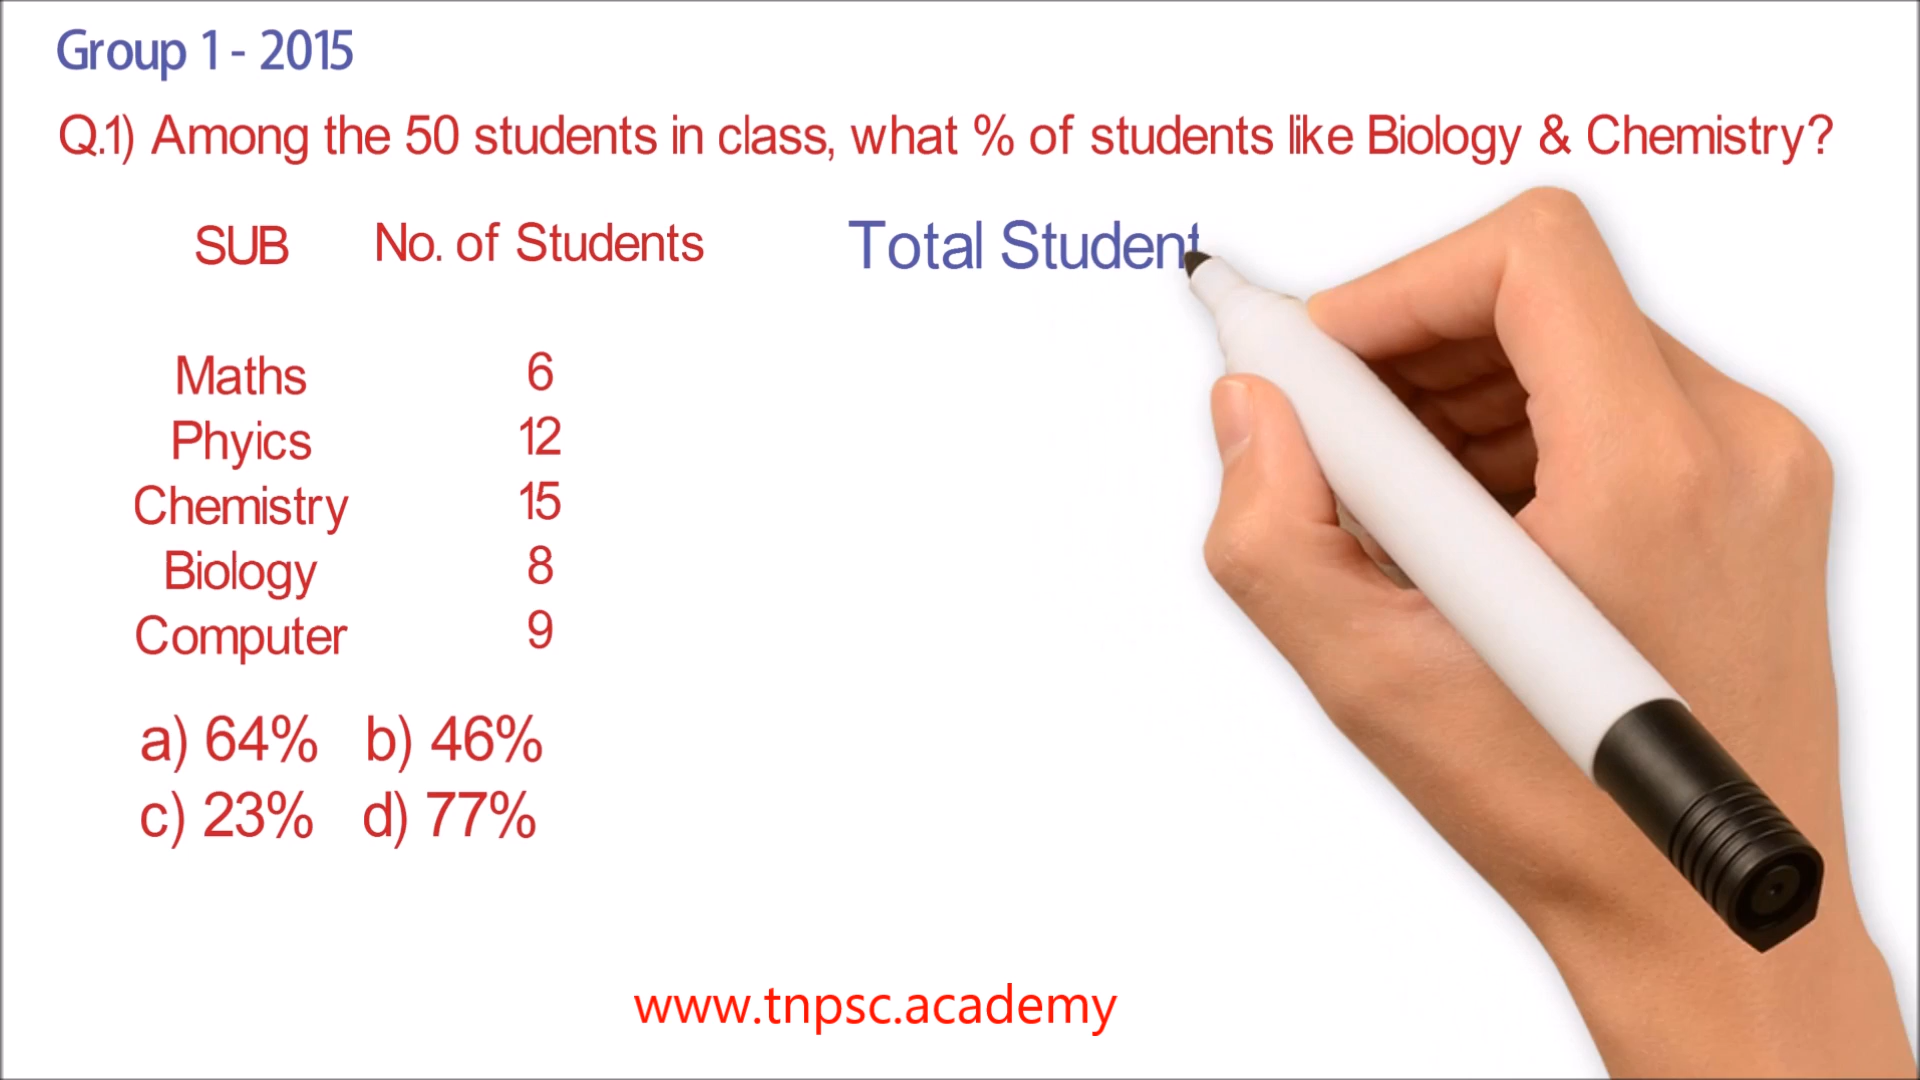 Group 1 - 2015
Q.1) Among the 50 students in class, what % of students like Biology & Chemistry?
SUB No. of Students
Total Student
Maths 6
Phyics 12
Chemistry 15
Biology 8
Computer 9
a) 64% b) 46%
c) 23% d) 77%
www.tnpsc.academy